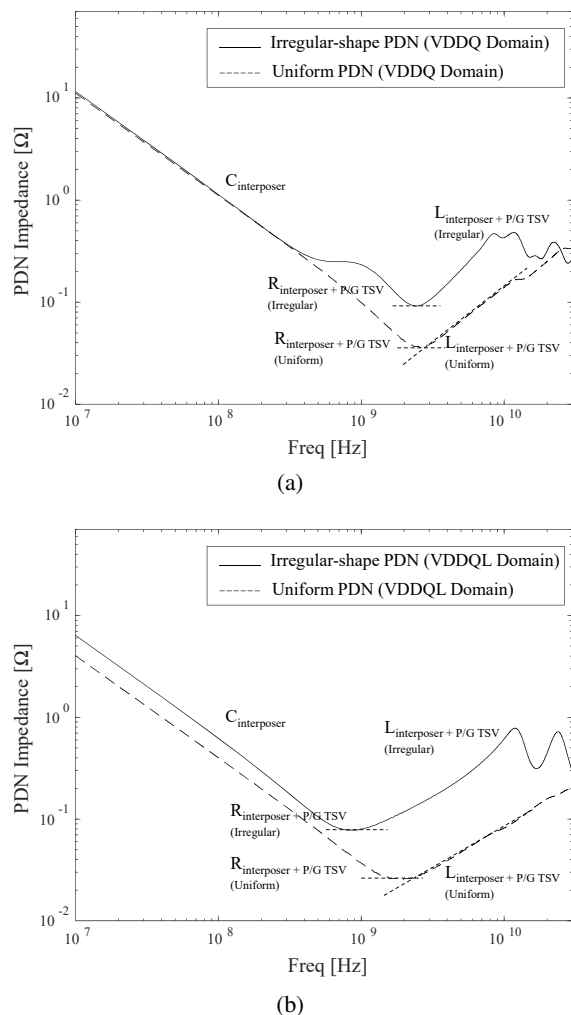 Irregular-shape PDN (VDDQ Domain)
Uniform PDN (VDDQ Domain)
PDN Impedance [Ω]
10^1
10^0
10^-1
10^-2
C_interposer
L_interposer + P/G TSV
(Irregular)
R_interposer + P/G TSV
(Irregular)
R_interposer + P/G TSV
(Uniform)
L_interposer + P/G TSV
(Uniform)
10^7 10^8 10^9 10^10
Freq [Hz]
(a)
Irregular-shape PDN (VDDQL Domain)
Uniform PDN (VDDQL Domain)
PDN Impedance [Ω]
10^1
10^0
10^-1
10^-2
C_interposer
L_interposer + P/G TSV
(Irregular)
R_interposer + P/G TSV
(Irregular)
R_interposer + P/G TSV
(Uniform)
L_interposer + P/G TSV
(Uniform)
10^7 10^8 10^9 10^10
Freq [Hz]
(b)